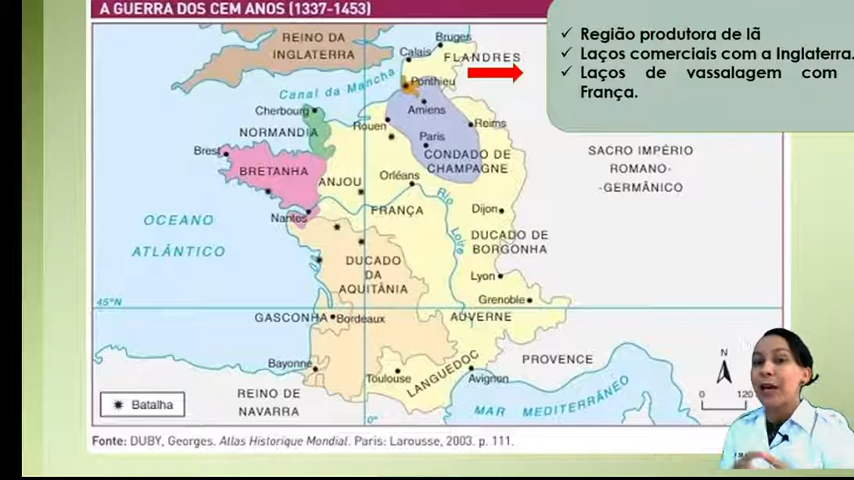 A GUERRA DOS CEM ANOS (1337-1453)
✓ Região produtora de lã
✓ Laços comerciais com a Inglaterra.
✓ Laços de vassalagem com
França.
REINO DA
INGLATERRA
Bruges
Calais
FLANDRES
Canal da Mancha
Ponthieu
Cherbourg
Amiens
NORMANDIA
Rouen
Reims
Paris
Brest
BRETANHA
CONDADO DE
CHAMPAGNE
SACRO IMPÉRIO
ROMANO-
-GERMÂNICO
ANJOU
Orléans
Rio
Loire
Nantes
FRANÇA
Dijon
OCEANO
ATLÂNTICO
DUCADO DE
BORGONHA
DUCADO
DA
AQUITÂNIA
Lyon
45°N
Grenoble
GASCONHA
Bordeaux
AUVERNE
Bayonne
PROVENCE
N
Toulouse
LANGUEDOC
Avignon
REINO DE
NAVARRA
0 120
Batalha
0°
MAR MEDITERRÂNEO
Fonte: DUBY, Georges. Atlas Historique Mondial. Paris: Larousse, 2003. p. 111.